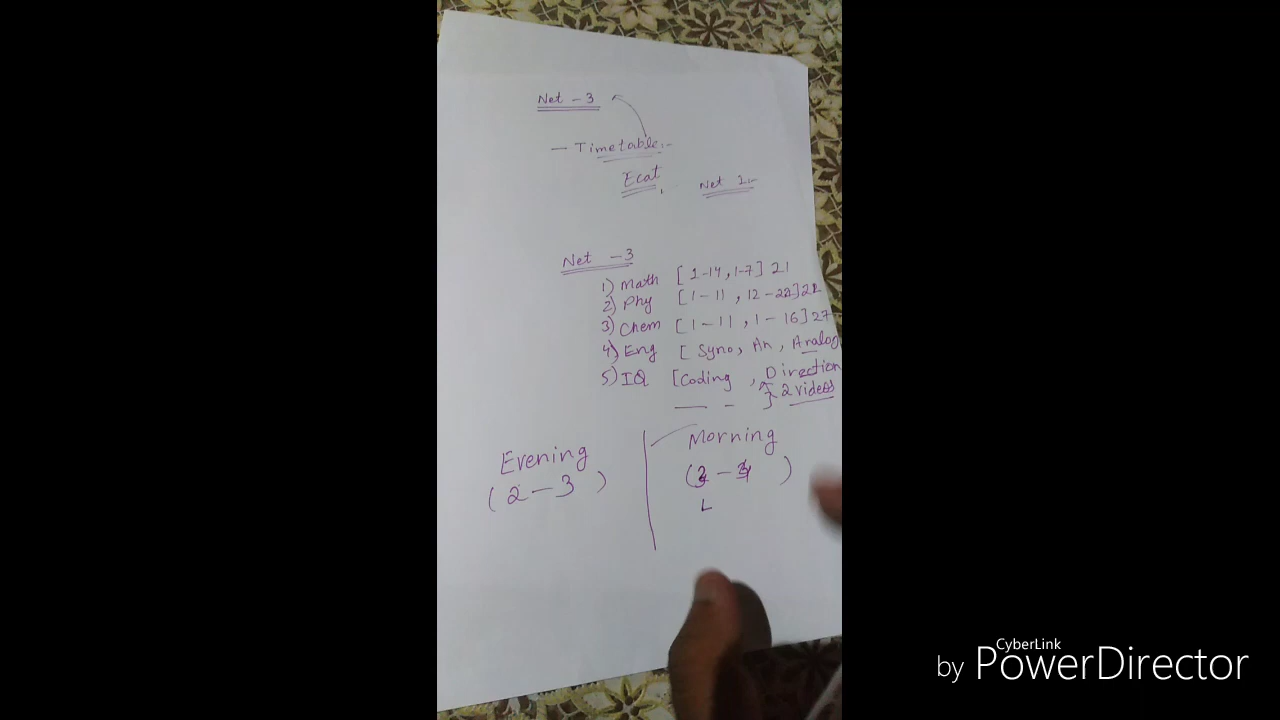 Net - 3
- Timetable:-
Ecat,
Net 2:-
Net - 3
1) Math [1-14, 1-7] 21
2) Phy [1-11, 12-22] 22
3) Chem [1-11, 1-16] 27
4) Eng [Syno, An, Analog
5) IQ [Coding, Direction
2 videos
Evening
(2-3)
Morning
CyberLink
by PowerDirector